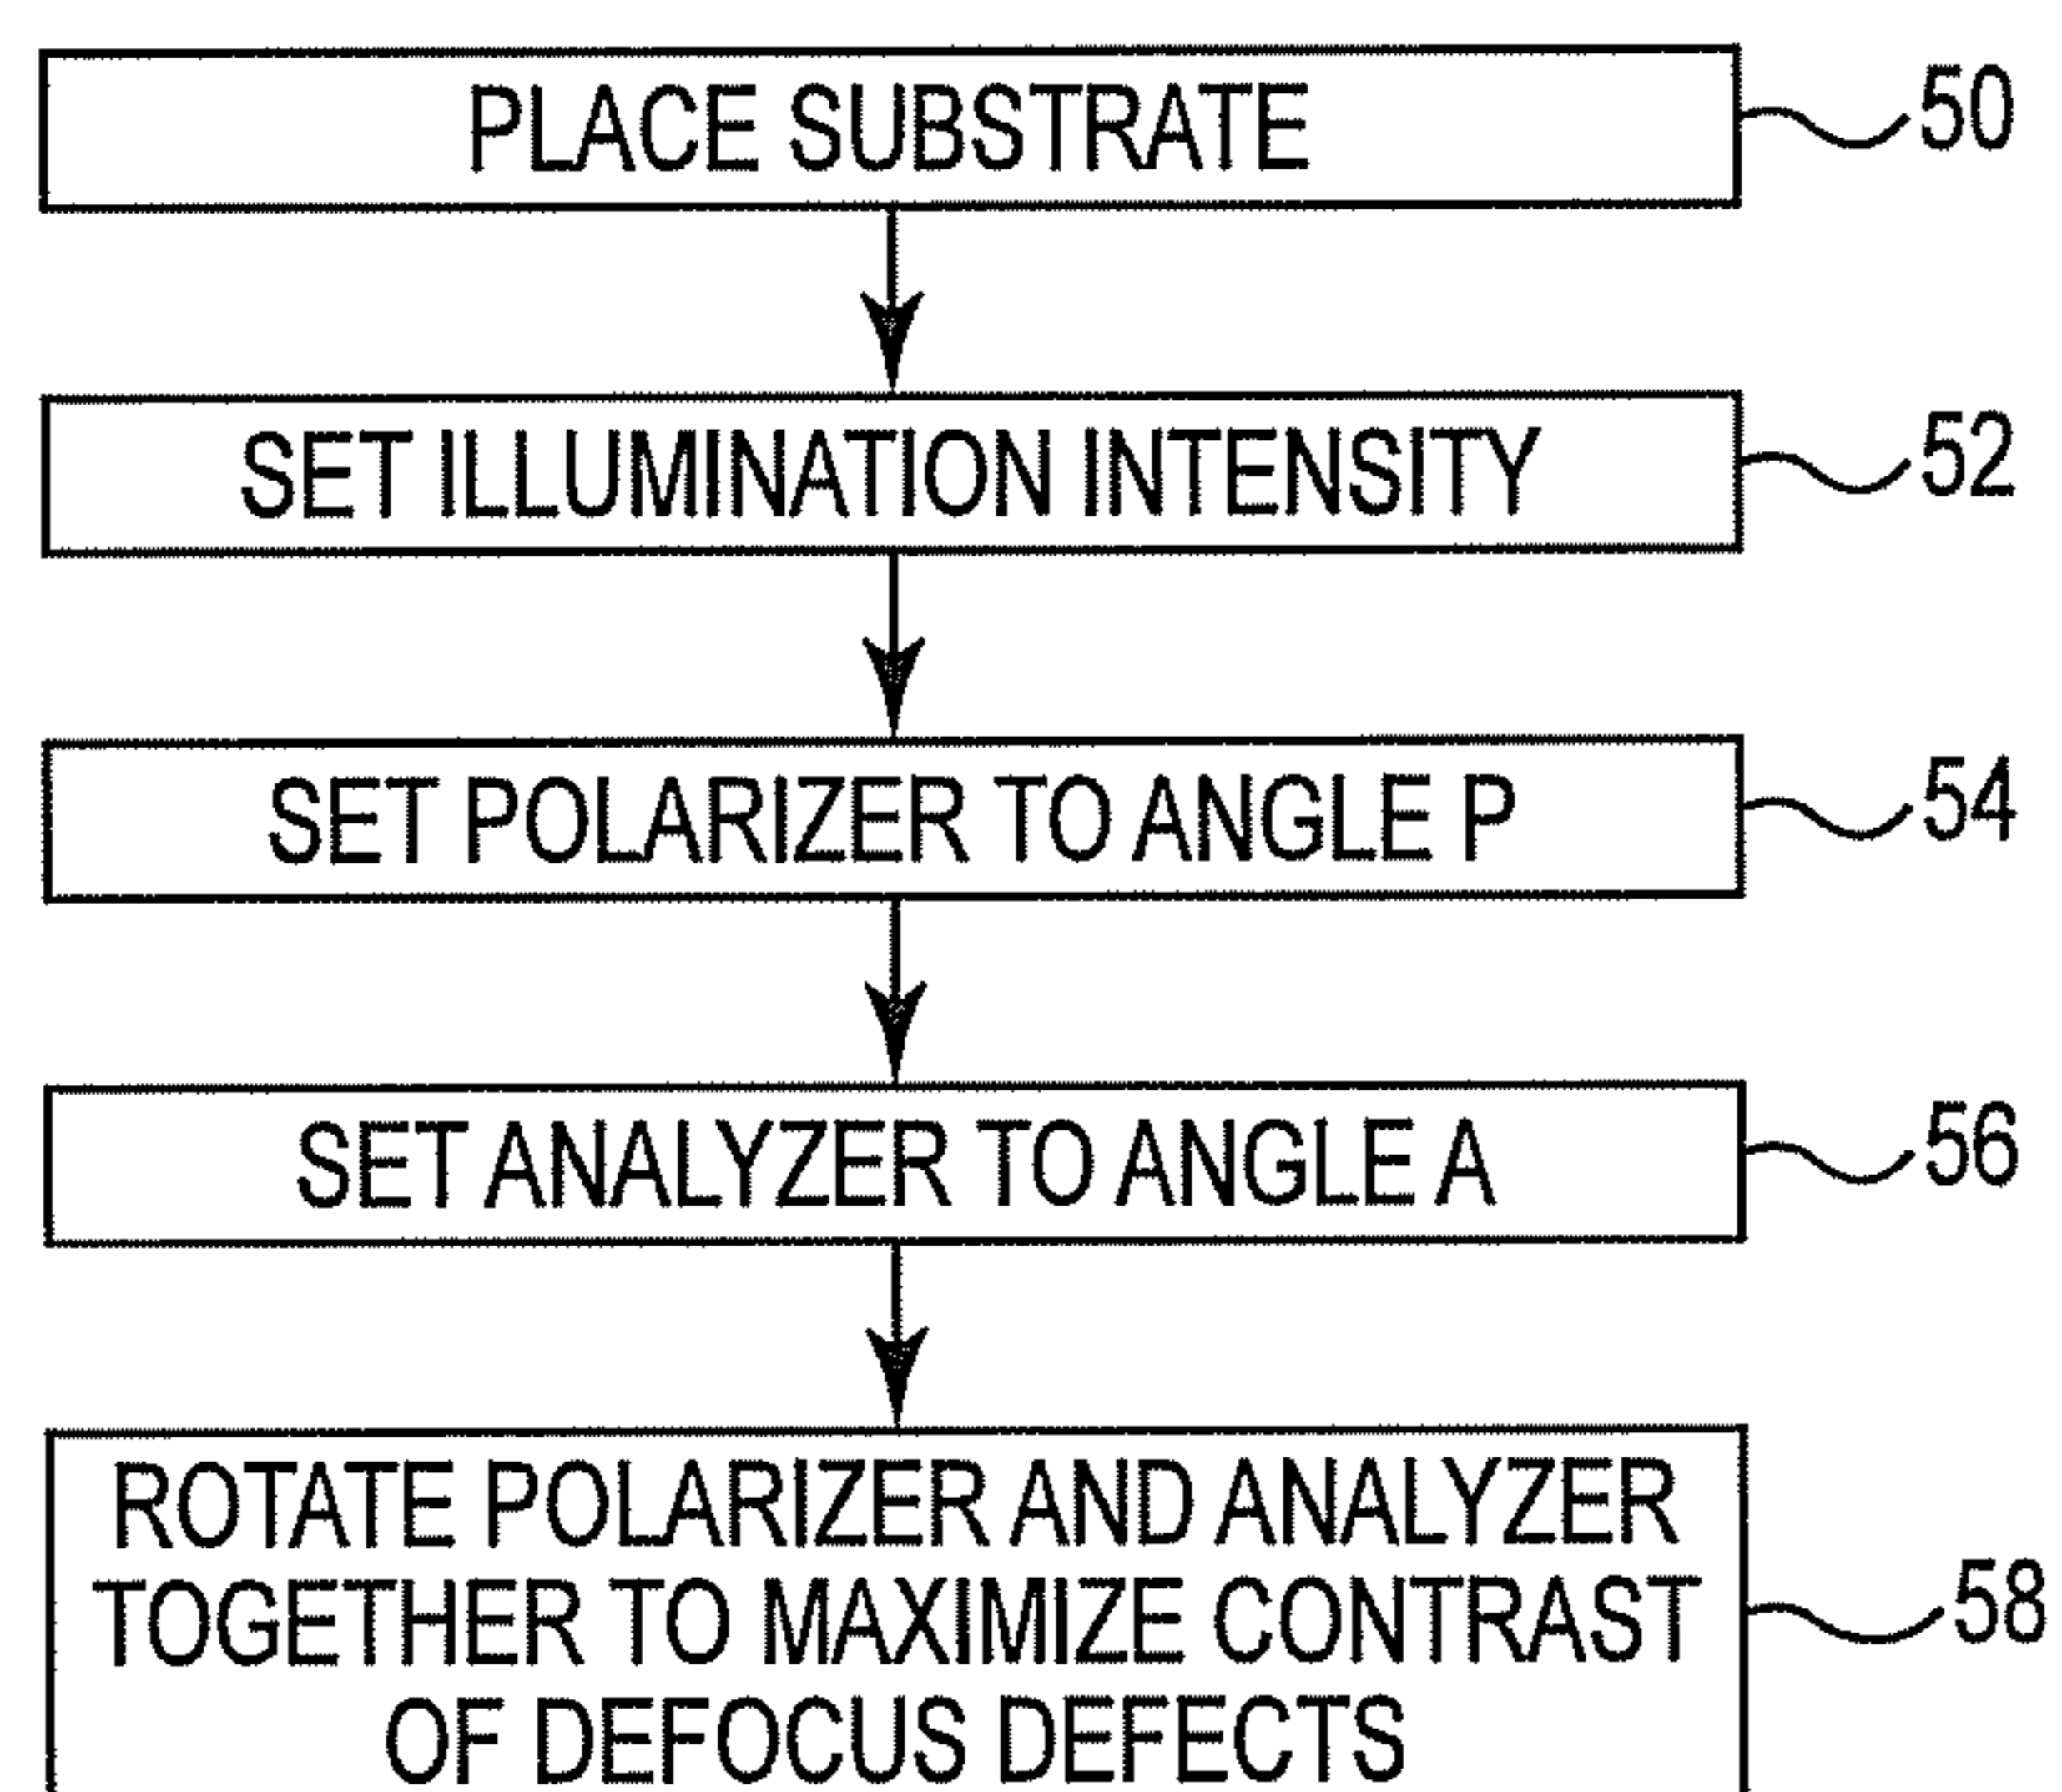 PLACE SUBSTRATE
50
SET ILLUMINATION INTENSITY
52
SET POLARIZER TO ANGLE P
54
SET ANALYZER TO ANGLE A
56
ROTATE POLARIZER AND ANALYZER
TOGETHER TO MAXIMIZE CONTRAST
OF DEFOCUS DEFECTS
58